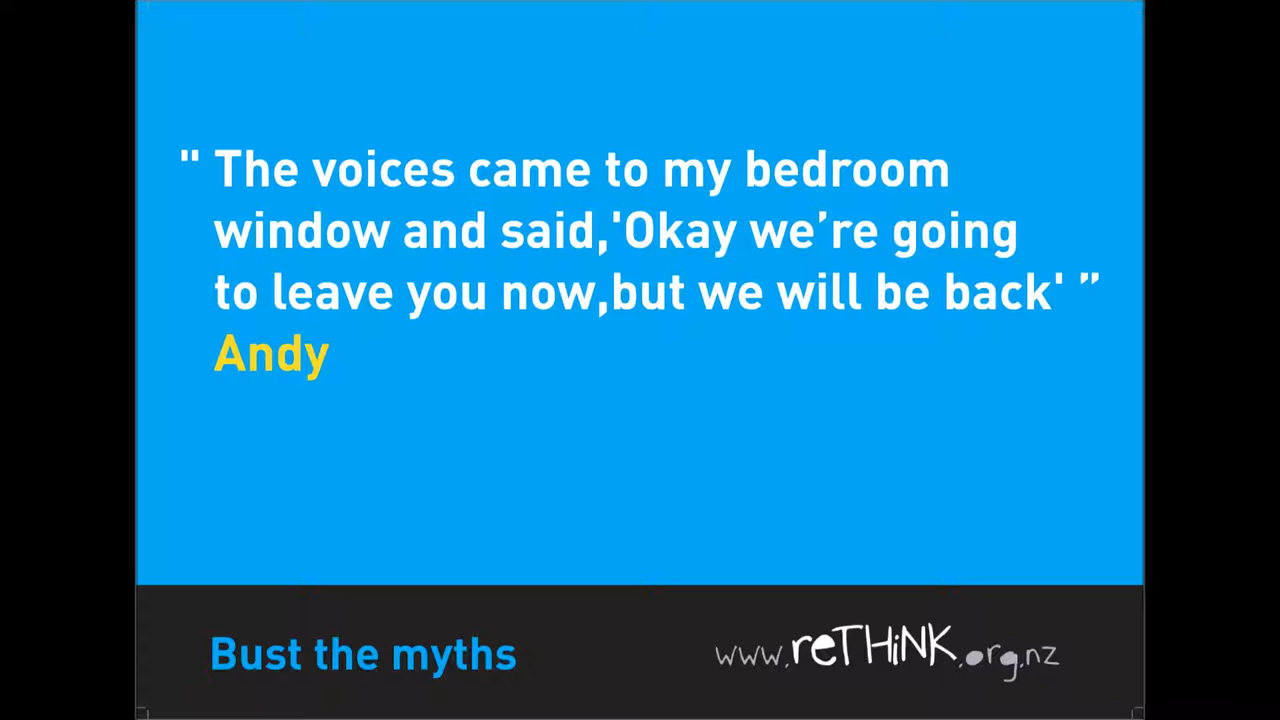 " The voices came to my bedroom
window and said,'Okay we’re going
to leave you now,but we will be back' ”
Andy
Bust the myths
www.reTHiNK.org.nz